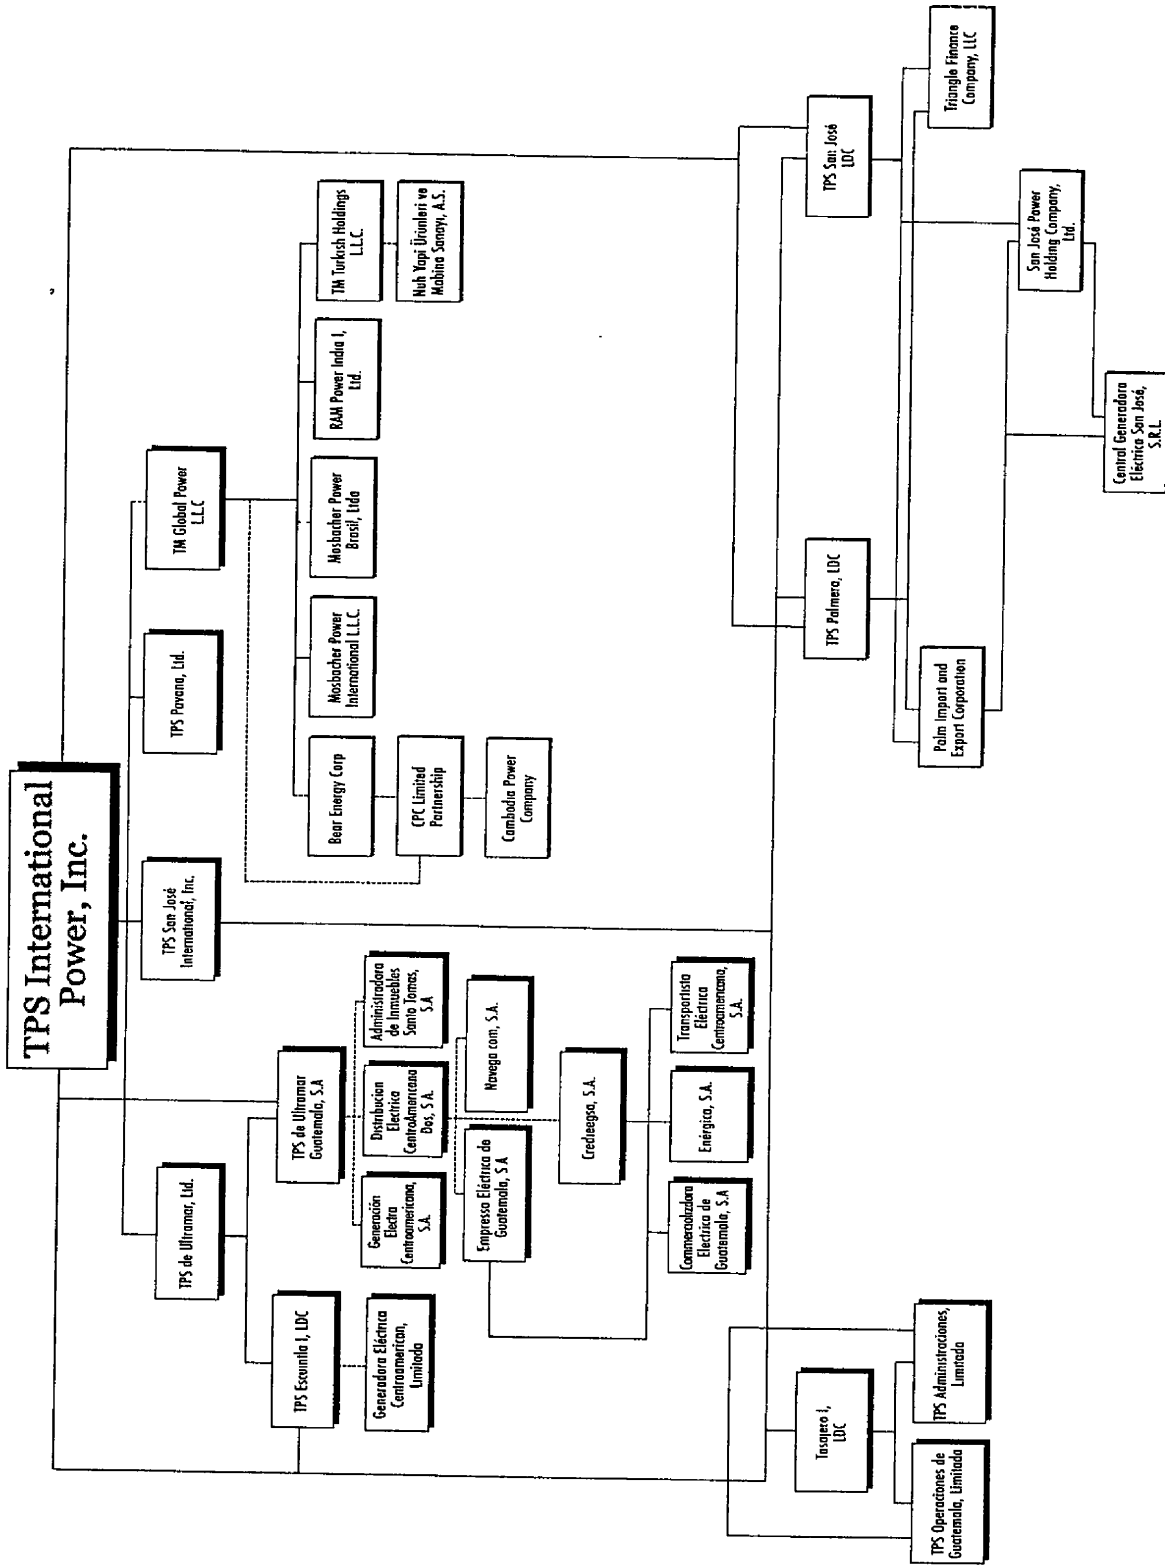 TPS International
Power, Inc.
TPS de Ultramar, Ltd.
TPS San José
International, Inc.
TPS Pavana, Ltd.
TM Global Power
L.L.C
TPS Escuintla I, LDC
TPS de Ultramar
Guatemala, S.A
Bear Energy Corp
Mosbacher Power
International L.L.C.
Mosbacher Power
Brasil, Ltda
RAM Power India I,
Ltd.
TM Turkish Holdings
L.L.C.
Generadora Eléctrica
Centroamerican,
Limitada
Generación
Electra
Centroamericana,
S.A.
Distribucion
Electrica
CentroAmericana
Dos, S.A.
Administradora
de Inmuebles
Santo Tomas,
S.A
CPC Limited
Partnership
Nuh Yapi Ürünleri ve
Mabina Sanayi, A.S.
Empressa Eléctrica de
Guatemala, S.A
Navega com, S.A.
Cambodia Power
Company
Credieegsa, S.A.
Commercializdora
Electrica de
Guatemala, S.A
Enérgica, S.A.
Transportista
Eléctrica
Centroamericana,
S.A.
Tasajero I,
LDC
TPS Palmera, LDC
TPS San José
LDC
TPS Operaciones de
Guatemala, Limitada
TPS Administraciones,
Limitada
Palm Import and
Export Corporation
Triangle Finance
Company, LLC
San José Power
Holding Company,
Ltd.
Central Generadora
Eléctrica San José,
S.R.L.